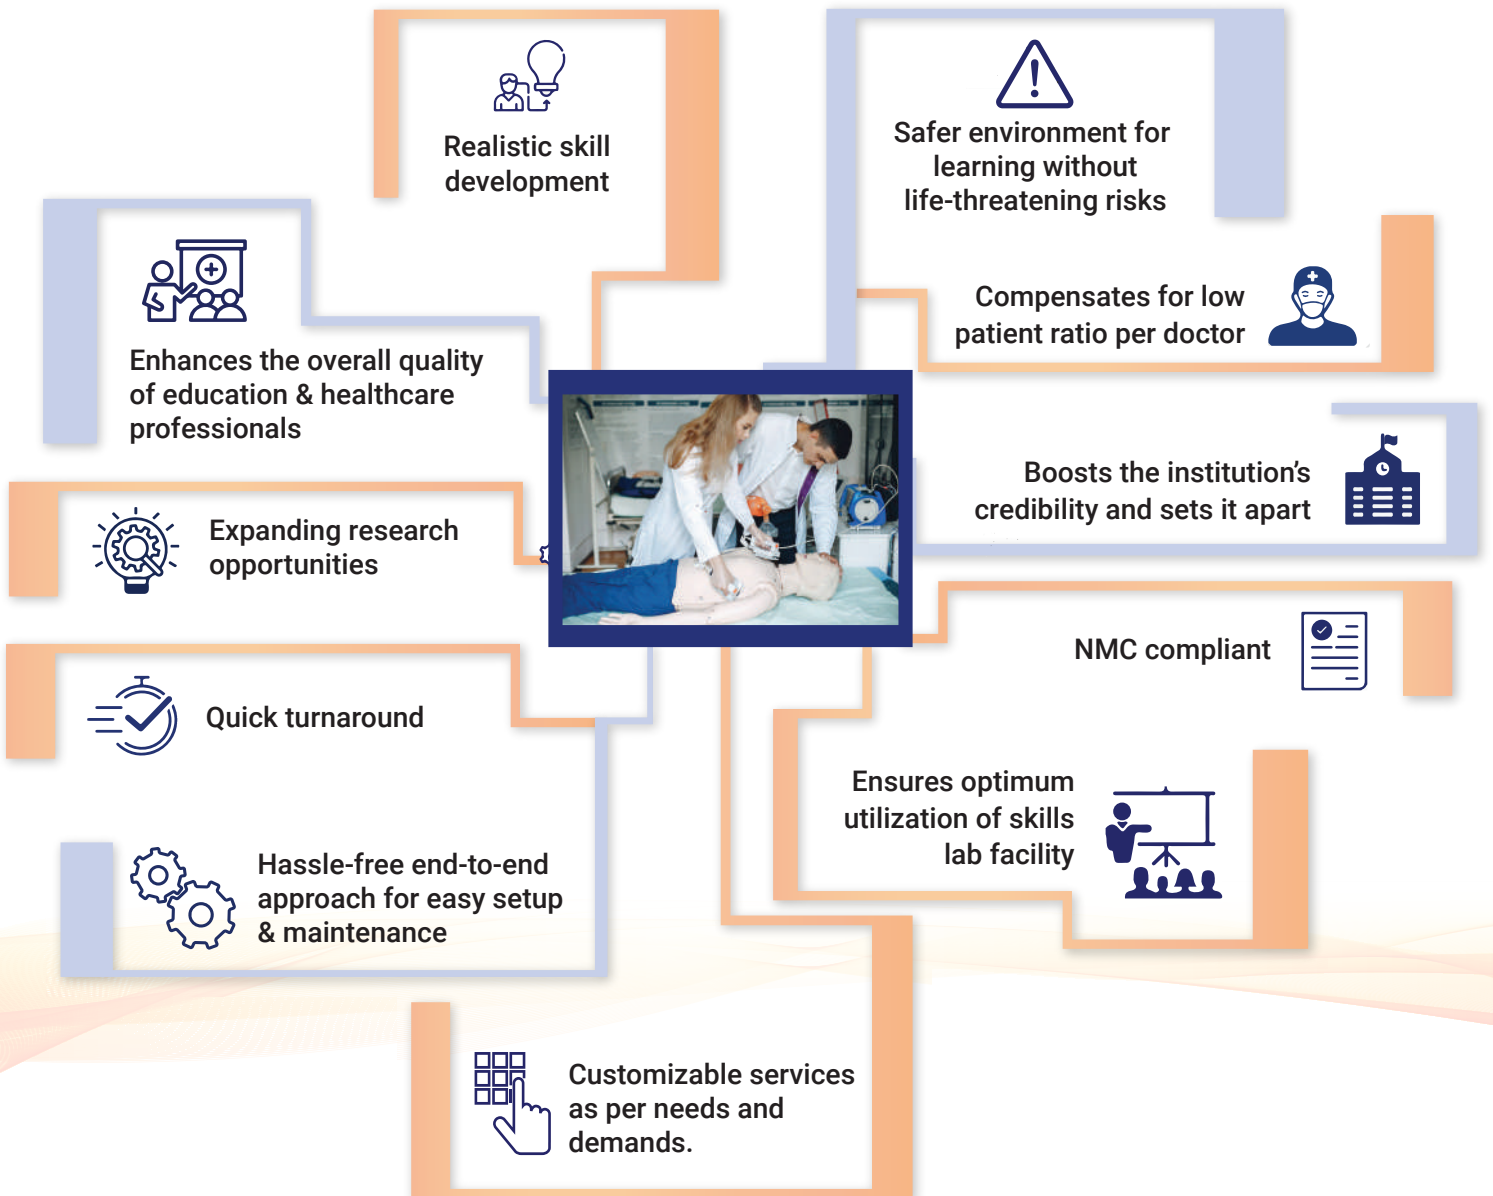 Realistic skill
development
Safer environment for
learning without
life-threatening risks
Enhances the overall quality
of education & healthcare
professionals
Compensates for low
patient ratio per doctor
Expanding research
opportunities
Boosts the institution’s
credibility and sets it apart
Quick turnaround
NMC compliant
Hassle-free end-to-end
approach for easy setup
& maintenance
Ensures optimum
utilization of skills
lab facility
Customizable services
as per needs and
demands.